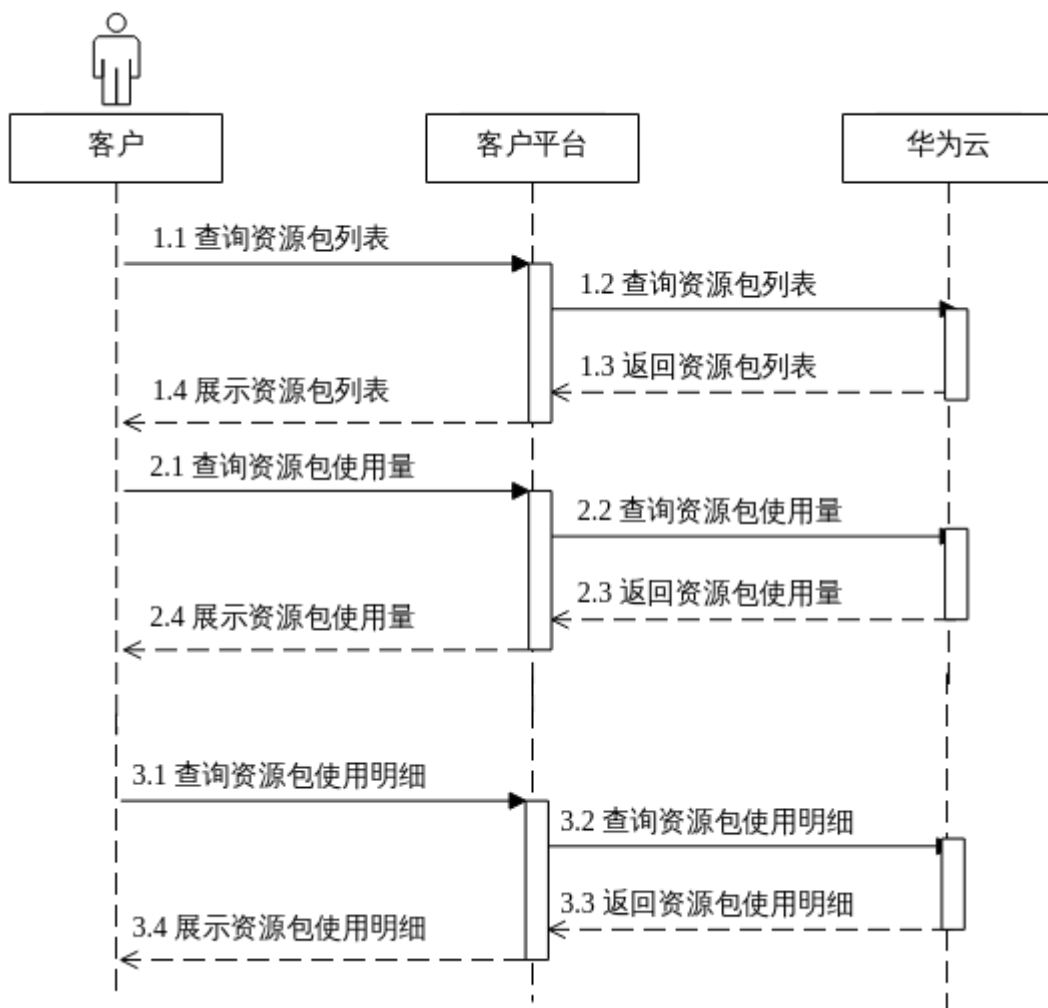 客户
客户平台
华为云
1.1 查询资源包列表
1.2 查询资源包列表
1.3 返回资源包列表
1.4 展示资源包列表
2.1 查询资源包使用量
2.2 查询资源包使用量
2.3 返回资源包使用量
2.4 展示资源包使用量
3.1 查询资源包使用明细
3.2 查询资源包使用明细
3.3 返回资源包使用明细
3.4 展示资源包使用明细